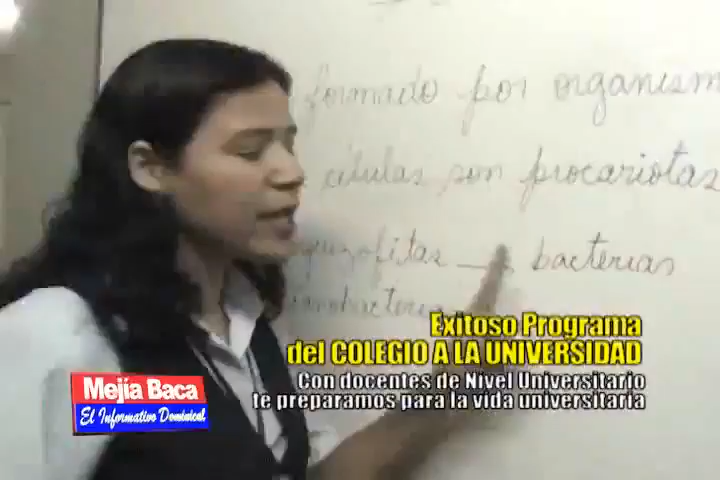 formado por organism
células son procariotas
bacterias
Exitoso Programa
del COLEGIO A LA UNIVERSIDAD
Con docentes de Nivel Universitario
te preparamos para la vida universitaria
Mejía Baca
El Informativo Dominical